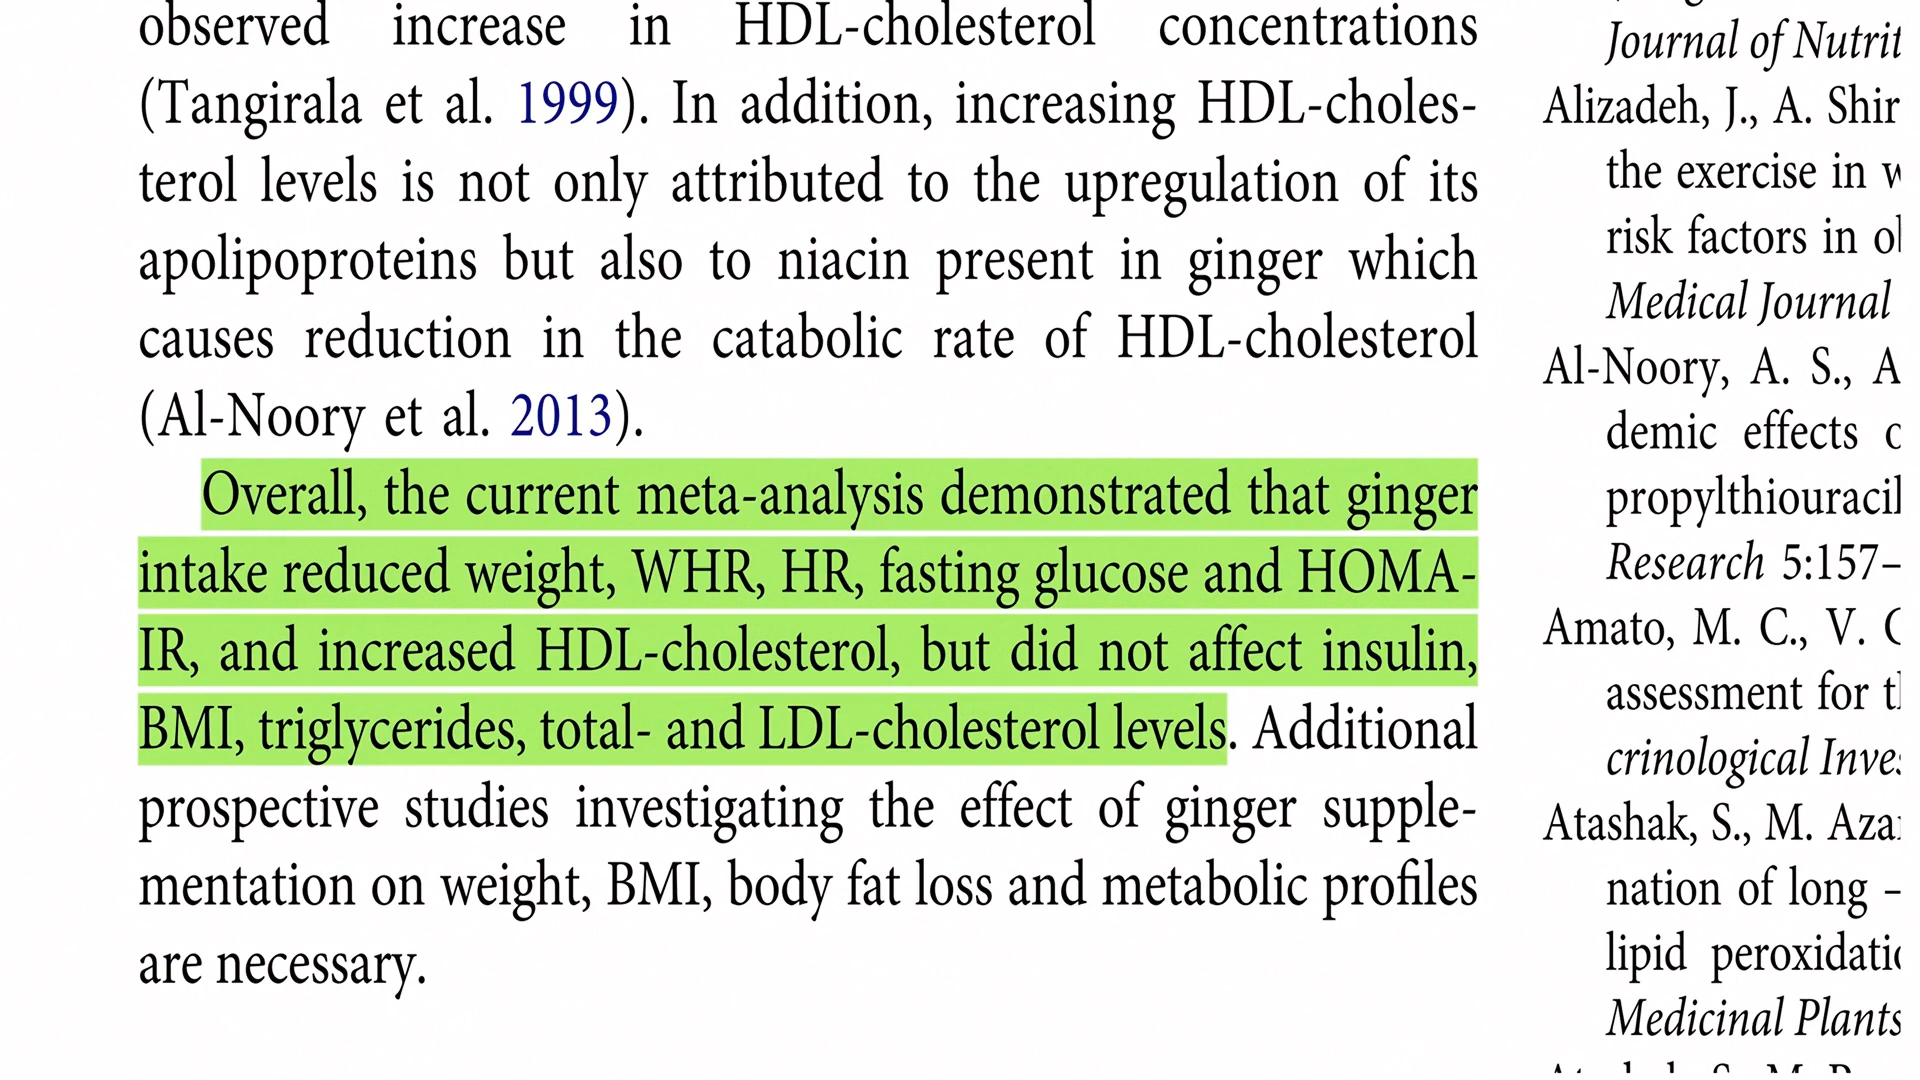 observed increase in HDL-cholesterol concentrations
(Tangirala et al. 1999). In addition, increasing HDL-choles-
terol levels is not only attributed to the upregulation of its
apolipoproteins but also to niacin present in ginger which
causes reduction in the catabolic rate of HDL-cholesterol
(Al-Noory et al. 2013).
Overall, the current meta-analysis demonstrated that ginger
intake reduced weight, WHR, HR, fasting glucose and HOMA-
IR, and increased HDL-cholesterol, but did not affect insulin,
BMI, triglycerides, total- and LDL-cholesterol levels. Additional
prospective studies investigating the effect of ginger supple-
mentation on weight, BMI, body fat loss and metabolic profiles
are necessary.
Journal of Nutrit
Alizadeh, J., A. Shir
the exercise in
risk factors in
Medical Journal
Al-Noory, A. S., A
demic effects
propylthiouracil
Research 5:157–
Amato, M. C., V.
assessment for
crinological Inves
Atashak, S., M. Aza
nation of long –
lipid peroxidatio
Medicinal Plants